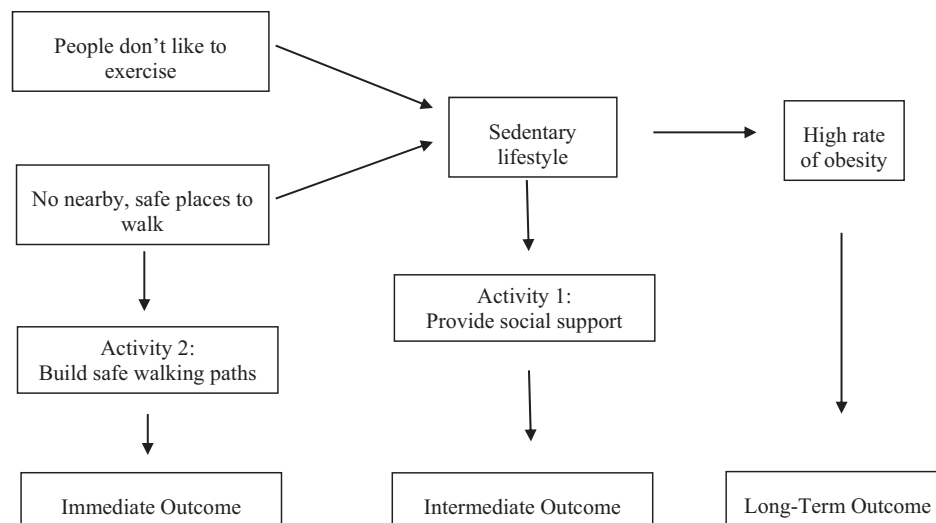 People don’t like to
exercise
Sedentary
lifestyle
High rate
of obesity
No nearby, safe places to
walk
Activity 1:
Provide social support
Activity 2:
Build safe walking paths
Immediate Outcome
Intermediate Outcome
Long-Term Outcome